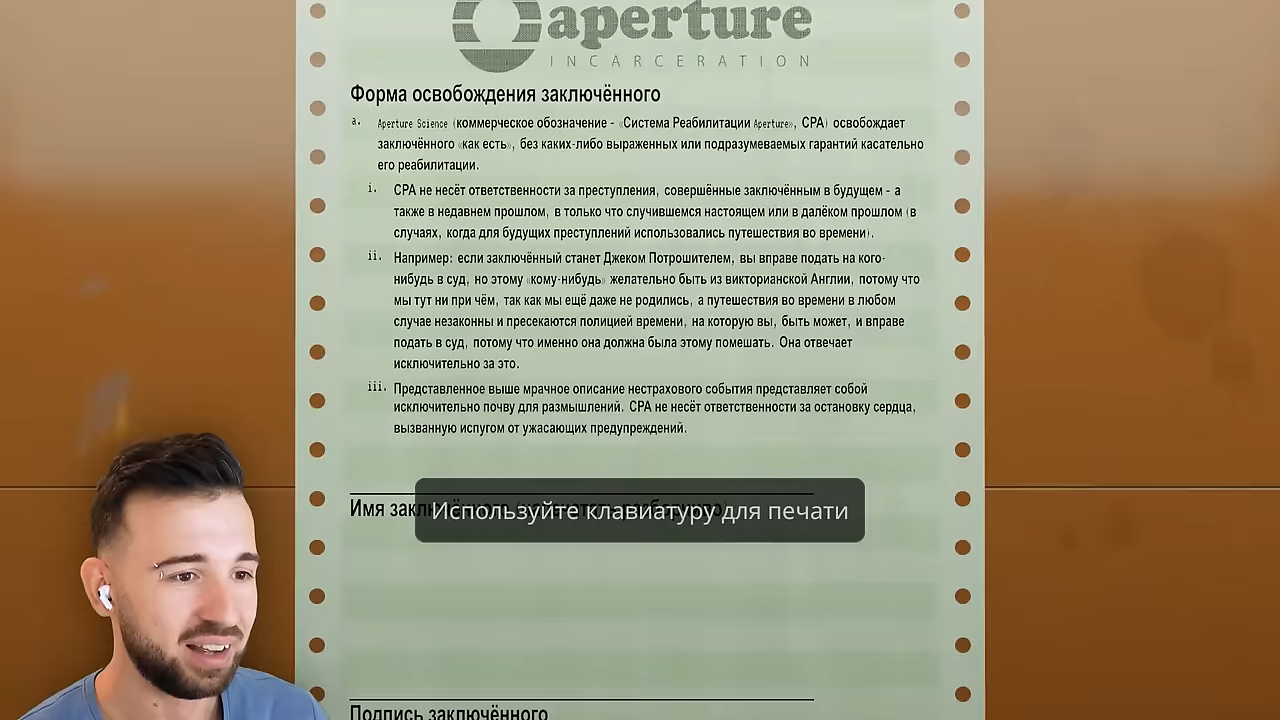 aperture
INCARCERATION
Форма освобождения заключённого
a. Aperture Science (коммерческое обозначение - «Система Реабилитации Aperture», СРА) освобождает
заключённого «как есть», без каких-либо выраженных или подразумеваемых гарантий касательно
его реабилитации.
i. СРА не несёт ответственности за преступления, совершённые заключённым в будущем - а
также в недавнем прошлом, в только что случившемся настоящем или в далёком прошлом (в
случаях, когда для будущих преступлений использовались путешествия во времени).
ii. Например: если заключённый станет Джеком Потрошителем, вы вправе подать на кого-
нибудь в суд, но этому «кому-нибудь» желательно быть из викторианской Англии, потому что
мы тут ни при чём, так как мы ещё даже не родились, а путешествия во времени в любом
случае незаконны и пресекаются полицией времени, на которую вы, быть может, и вправе
подать в суд, потому что именно она должна была этому помешать. Она отвечает
исключительно за это.
iii. Представленное выше мрачное описание нестрахового события представляет собой
исключительно почву для размышлений. СРА не несёт ответственности за остановку сердца,
вызванную испугом от ужасающих предупреждений.
Имя
Используйте клавиатуру для печати
Подпись заключённого